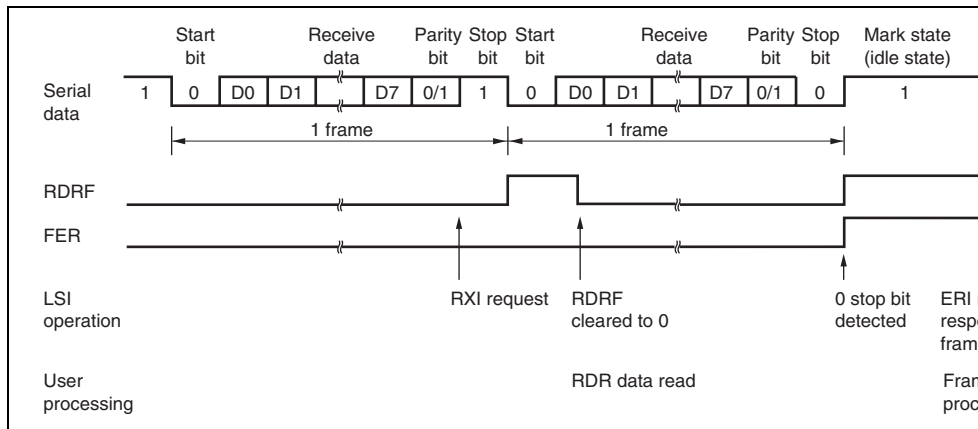 Start bit Receive data Parity bit Stop bit Start bit Receive data Parity bit Stop bit Mark state (idle state)
Serial data
1 0 D0 D1 D7 0/1 1 0 D0 D1 D7 0/1 0 1
1 frame 1 frame
RDRF
FER
LSI operation
RXI request
RDRF cleared to 0
0 stop bit detected
ERI
User processing
RDR data read